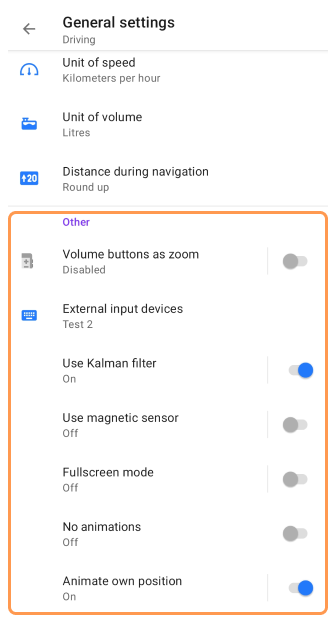 General settings
Driving
Unit of speed
Kilometers per hour
Unit of volume
Litres
20
Distance during navigation
Round up
Other
Volume buttons as zoom
Disabled
External input devices
Test 2
Use Kalman filter
On
Use magnetic sensor
Off
Fullscreen mode
Off
No animations
Off
Animate own position
On